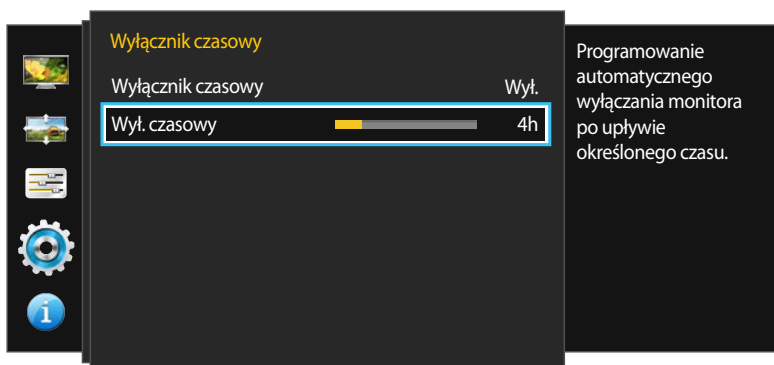 Wyłącznik czasowy
Wyłącznik czasowy Wył.
Wył. czasowy 4h
Programowanie
automatycznego
wyłączania monitora
po upływie
określonego czasu.